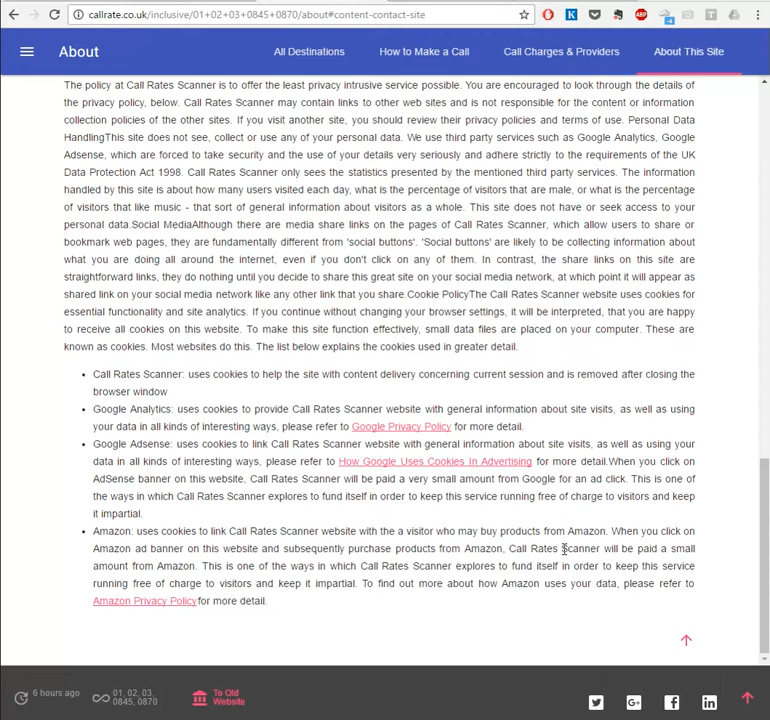 callrate.co.uk/inclusive/01+02+03+0845+0870/about#content-contact-site
About
All Destinations
How to Make a Call
Call Charges & Providers
About This Site
The policy at Call Rates Scanner is to offer the least privacy intrusive service possible. You are encouraged to look through the details of
the privacy policy, below. Call Rates Scanner may contain links to other web sites and is not responsible for the content or information
collection policies of the other sites. If you visit another site, you should review their privacy policies and terms of use. Personal Data
HandlingThis site does not see, collect or use any of your personal data. We use third party services such as Google Analytics, Google
Adsense, which are forced to take security and the use of your details very seriously and adhere strictly to the requirements of the UK
Data Protection Act 1998. Call Rates Scanner only sees the statistics presented by the mentioned third party services. The information
handled by this site is about how many users visited each day, what is the percentage of visitors that are male, or what is the percentage
of visitors that like music - that sort of general information about visitors as a whole. This site does not have or seek access to your
personal data.Social MediaAlthough there are media share links on the pages of Call Rates Scanner, which allow users to share or
bookmark web pages, they are fundamentally different from 'social buttons'. 'Social buttons' are likely to be collecting information about
what you are doing all around the internet, even if you don't click on any of them. In contrast, the share links on this site are
straightforward links, they do nothing until you decide to share this great site on your social media network, at which point it will appear as
shared link on your social media network like any other link that you share.Cookie PolicyThe Call Rates Scanner website uses cookies for
essential functionality and site analytics. If you continue without changing your browser settings, it will be interpreted, that you are happy
to receive all cookies on this website. To make this site function effectively, small data files are placed on your computer. These are
known as cookies. Most websites do this. The list below explains the cookies used in greater detail.
• Call Rates Scanner: uses cookies to help the site with content delivery concerning current session and is removed after closing the
browser window
• Google Analytics: uses cookies to provide Call Rates Scanner website with general information about site visits, as well as using
your data in all kinds of interesting ways, please refer to Google Privacy Policy for more detail.
• Google Adsense: uses cookies to link Call Rates Scanner website with general information about site visits, as well as using your
data in all kinds of interesting ways, please refer to How Google Uses Cookies In Advertising for more detail.When you click on
AdSense banner on this website, Call Rates Scanner will be paid a very small amount from Google for an ad click. This is one of
the ways in which Call Rates Scanner explores to fund itself in order to keep this service running free of charge to visitors and keep
it impartial.
• Amazon: uses cookies to link Call Rates Scanner website with the a visitor who may buy products from Amazon. When you click on
Amazon ad banner on this website and subsequently purchase products from Amazon, Call Rates Scanner will be paid a small
amount from Amazon. This is one of the ways in which Call Rates Scanner explores to fund itself in order to keep this service
running free of charge to visitors and keep it impartial. To find out more about how Amazon uses your data, please refer to
Amazon Privacy Policyfor more detail.
6 hours ago
01, 02, 03,
0845, 0870
To Old
Website